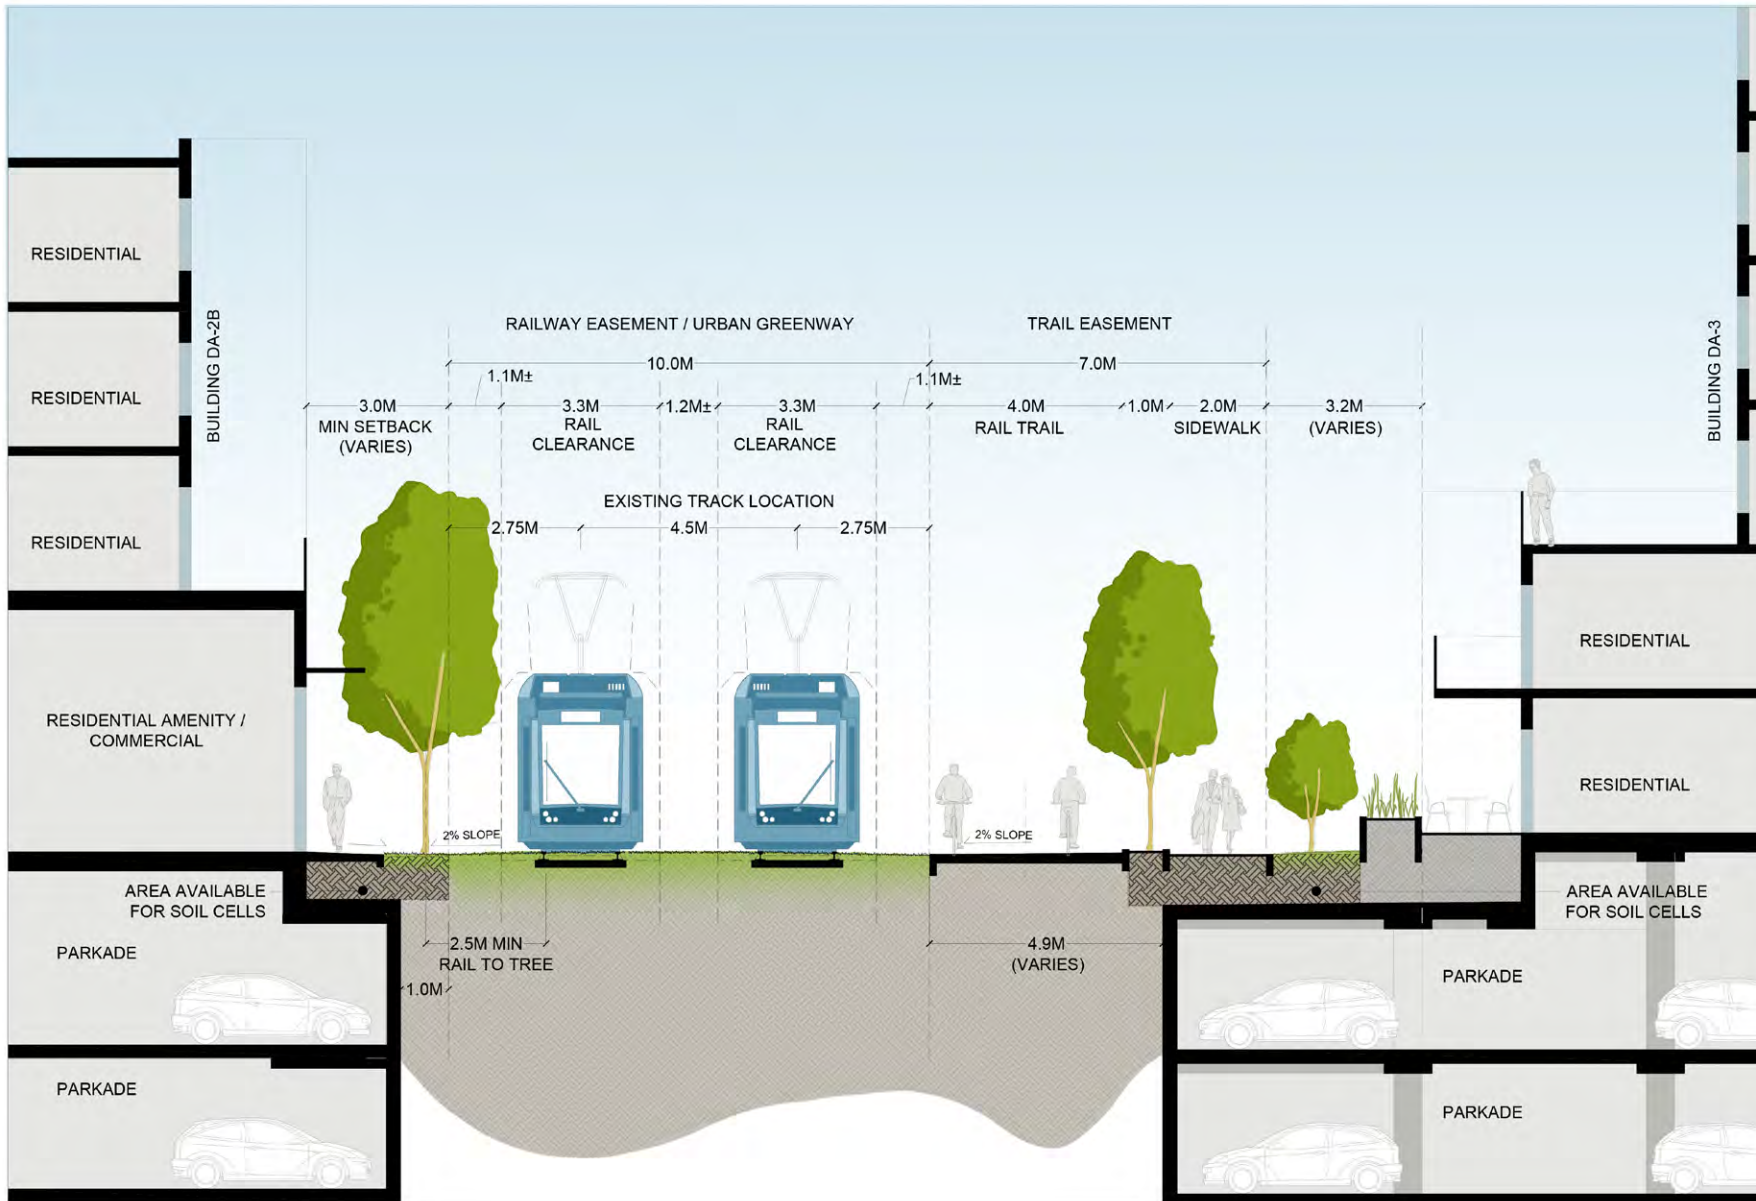 RAILWAY EASEMENT / URBAN GREENWAY
TRAIL EASEMENT
10.0M
7.0M
1.1M±
1.1M±
3.0M
MIN SETBACK
(VARIES)
3.3M
RAIL
CLEARANCE
1.2M±
3.3M
RAIL
CLEARANCE
4.0M
RAIL TRAIL
1.0M
2.0M
SIDEWALK
3.2M
(VARIES)
EXISTING TRACK LOCATION
2.75M
4.5M
2.75M
RESIDENTIAL
RESIDENTIAL
RESIDENTIAL
BUILDING DA-2B
RESIDENTIAL AMENITY /
COMMERCIAL
BUILDING DA-3
RESIDENTIAL
RESIDENTIAL
2% SLOPE
2% SLOPE
AREA AVAILABLE
FOR SOIL CELLS
AREA AVAILABLE
FOR SOIL CELLS
2.5M MIN
RAIL TO TREE
1.0M
4.9M
(VARIES)
PARKADE
PARKADE
PARKADE
PARKADE